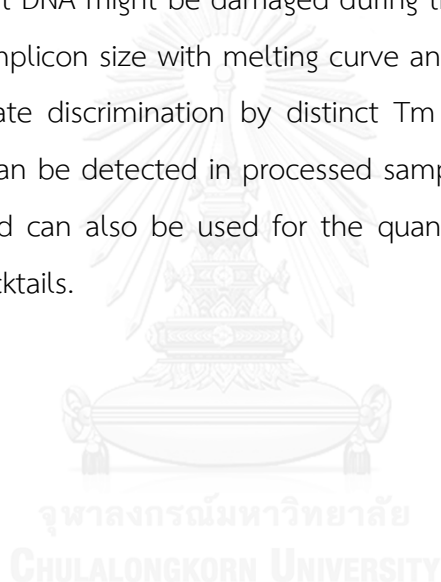 t DNA might be damaged during t
nplicon size with melting curve an
ate discrimination by distinct Tm
an be detected in processed samp
d can also be used for the quan
cktails.
จุฬาลงกรณ์มหาวิทยาลัย
CHULALONGKORN UNIVERSITY